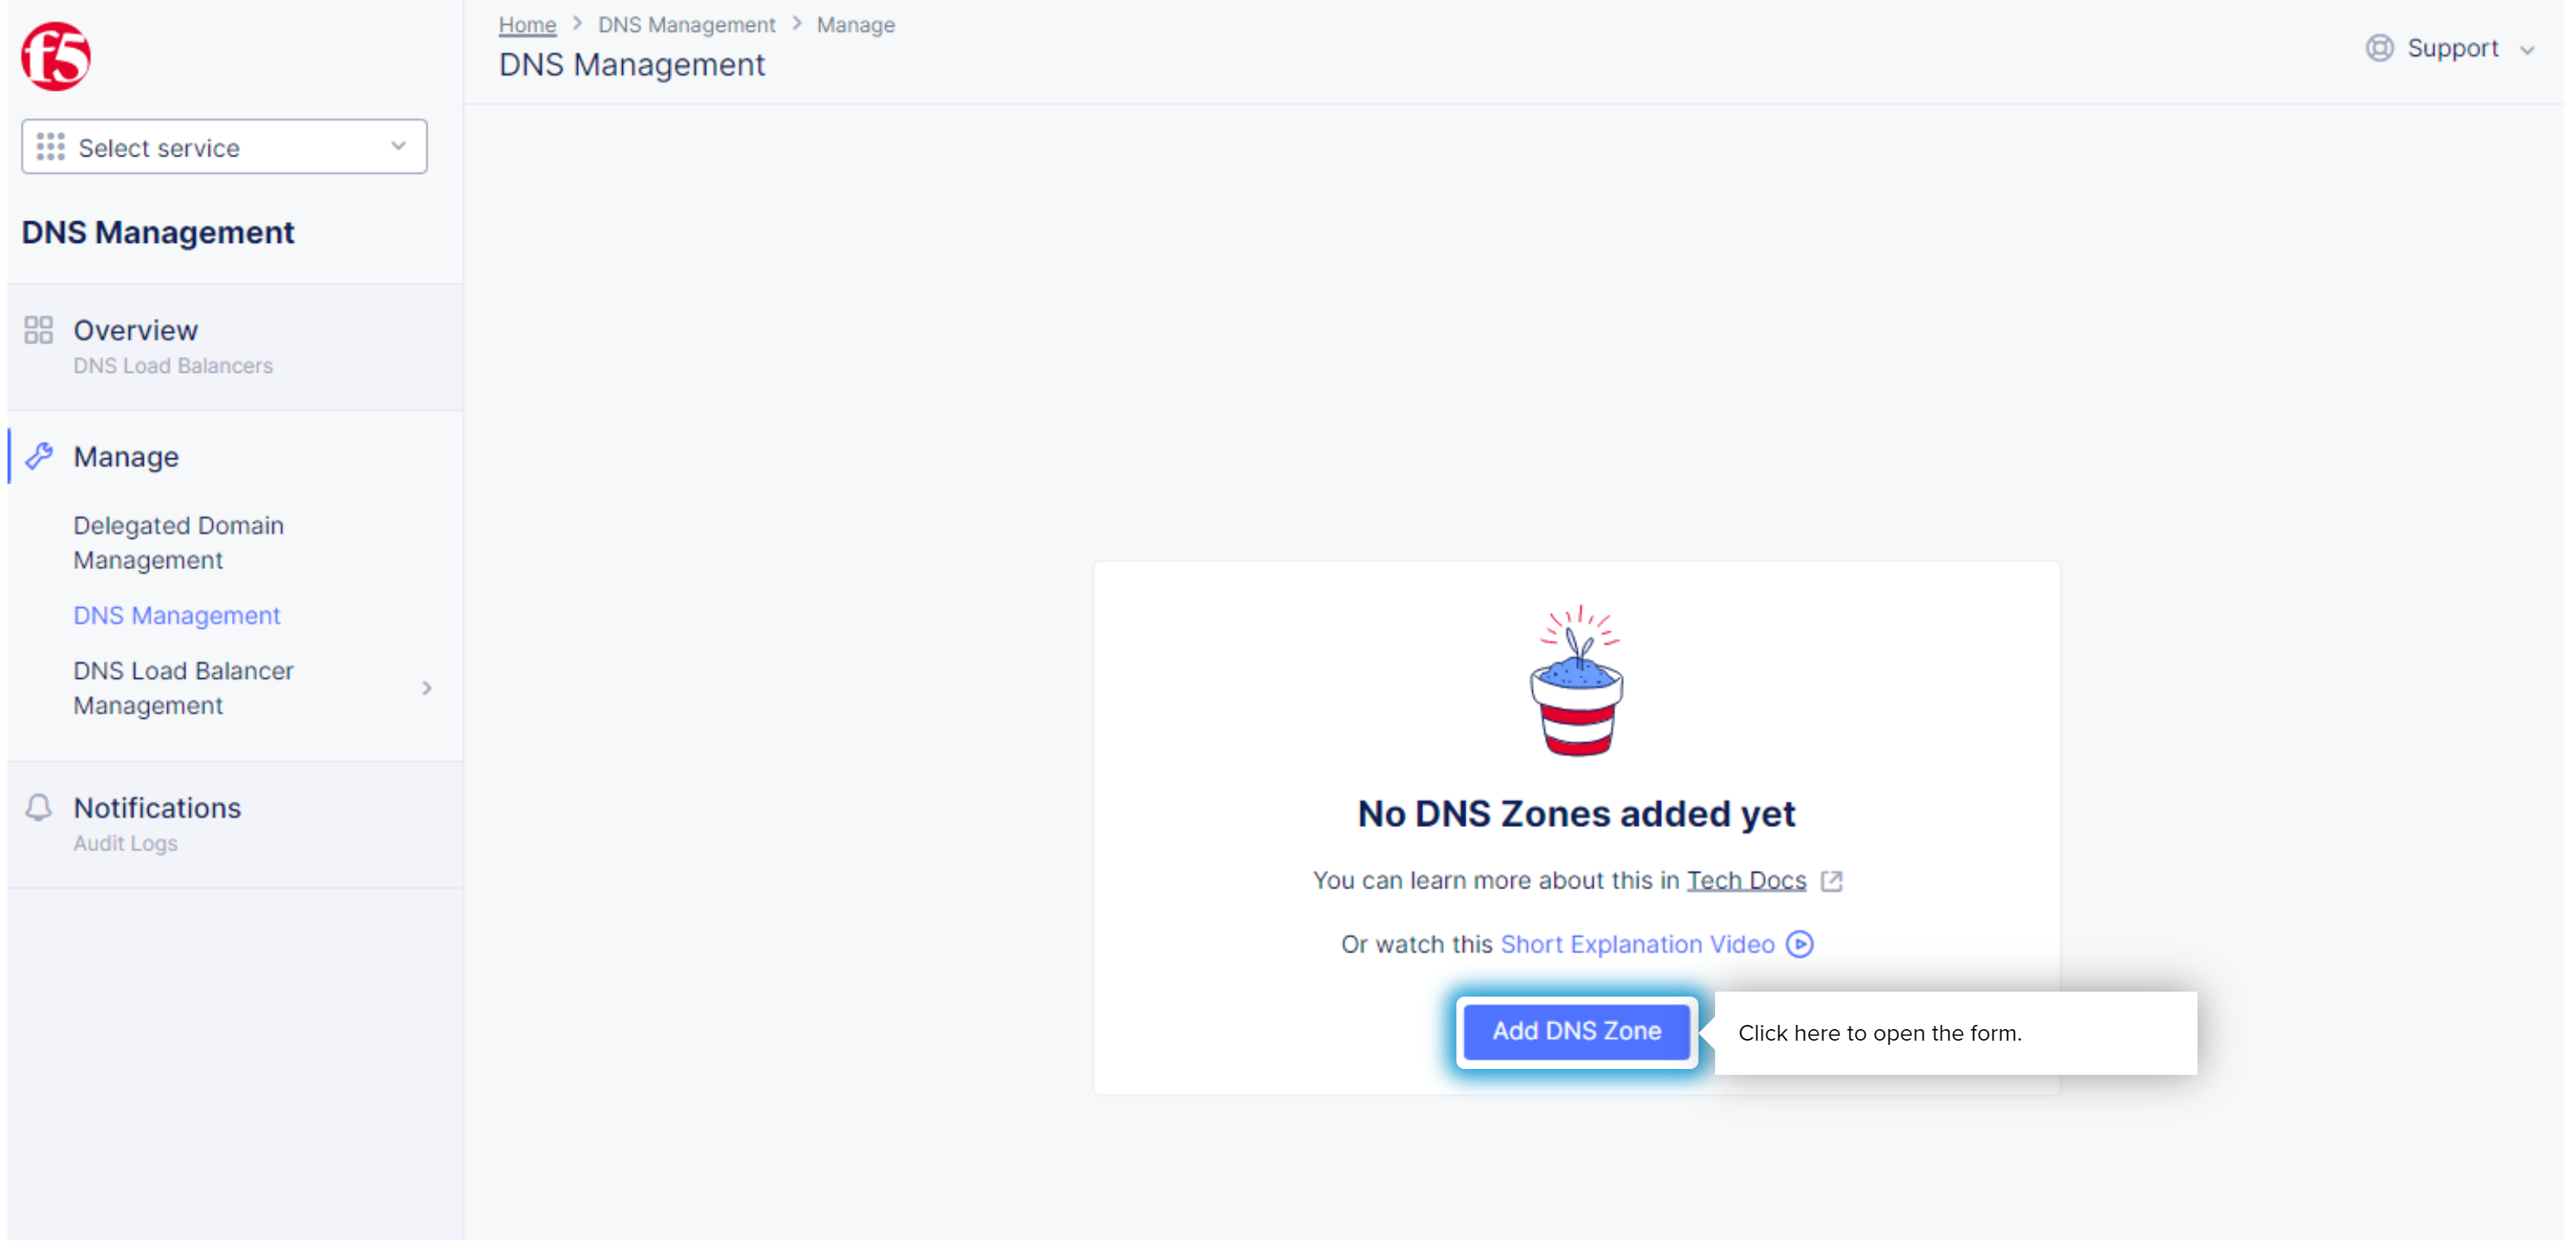 f5
Select service
DNS Management
Overview
DNS Load Balancers
Manage
Delegated Domain
Management
DNS Management
DNS Load Balancer
Management
Notifications
Audit Logs
Home > DNS Management > Manage
DNS Management
Support
No DNS Zones added yet
You can learn more about this in Tech Docs
Or watch this Short Explanation Video
Add DNS Zone
Click here to open the form.